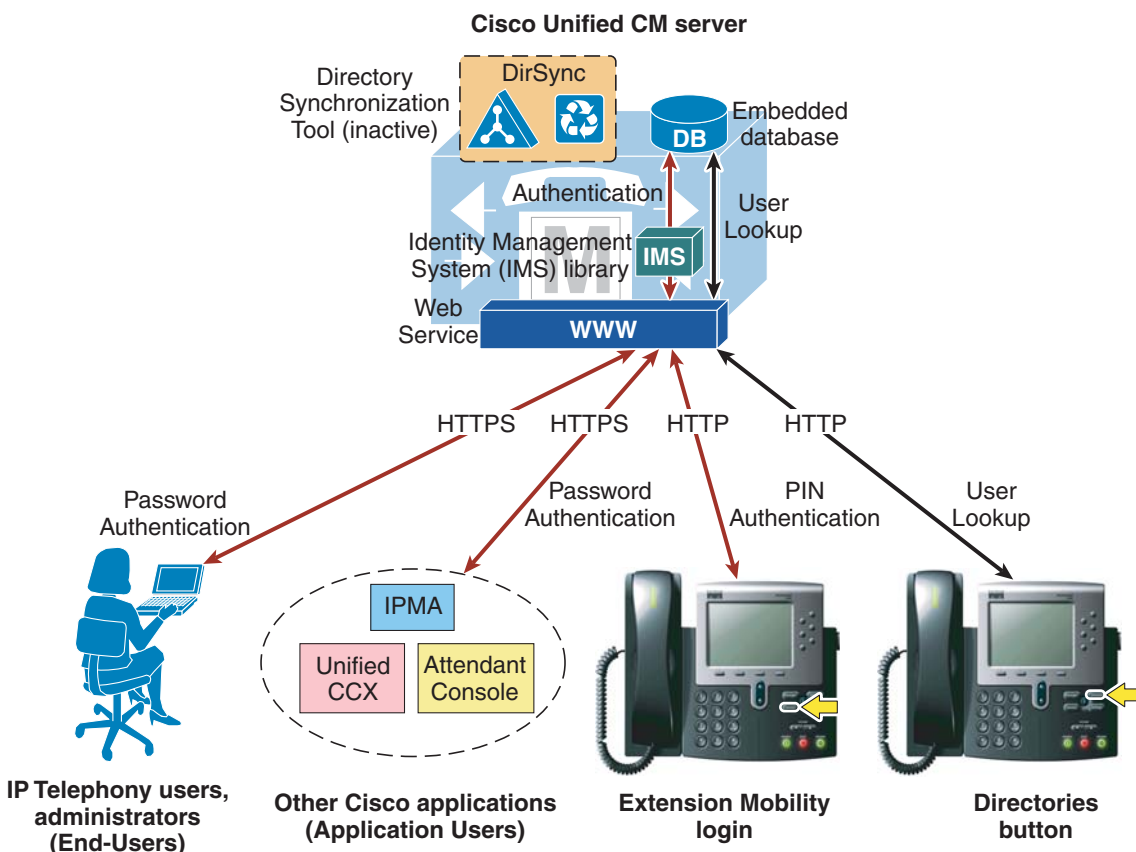 Cisco Unified CM server
Directory
Synchronization
Tool (inactive)
DirSync
DB
Embedded
database
Authentication
User
Lookup
Identity Management
System (IMS) library
IMS
M
Web
Service
WWW
HTTPS
HTTPS
HTTP
HTTP
Password
Authentication
Password
Authentication
PIN
Authentication
User
Lookup
IPMA
Unified
CCX
Attendant
Console
IP Telephony users,
administrators
(End-Users)
Other Cisco applications
(Application Users)
Extension Mobility
login
Directories
button